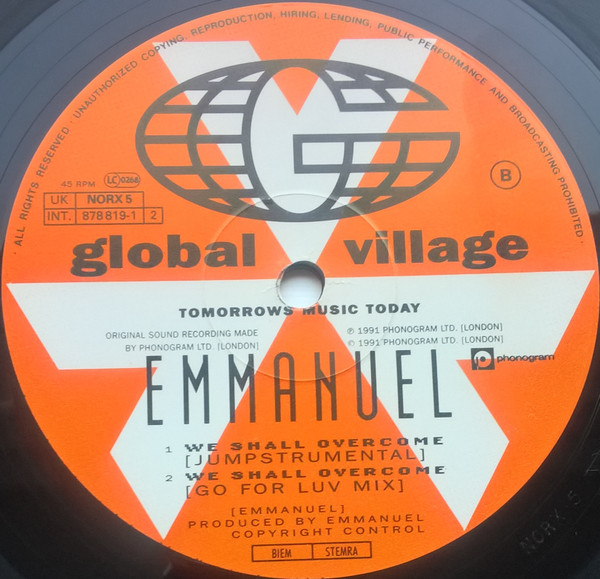 · ALL RIGHTS RESERVED · UNAUTHORIZED COPYING, REPRODUCTION, HIRING, LENDING, PUBLIC PERFORMANCE AND BROADCASTING PROHIBITED ·
G
B
45 RPM LC 0268
UK NORX 5
INT. 878 819-1 2
global village
TOMORROWS MUSIC TODAY
ORIGINAL SOUND RECORDING MADE
BY PHONOGRAM LTD. (LONDON)
℗ 1991 PHONOGRAM LTD. (LONDON)
© 1991 PHONOGRAM LTD. (LONDON)
p phonogram
EMMANUEL
1 WE SHALL OVERCOME
[JUMPSTRUMENTAL]
2 WE SHALL OVERCOME
[GO FOR LUV MIX]
[EMMANUEL]
PRODUCED BY EMMANUEL
COPYRIGHT CONTROL
BIEM STEMRA
NORX 5